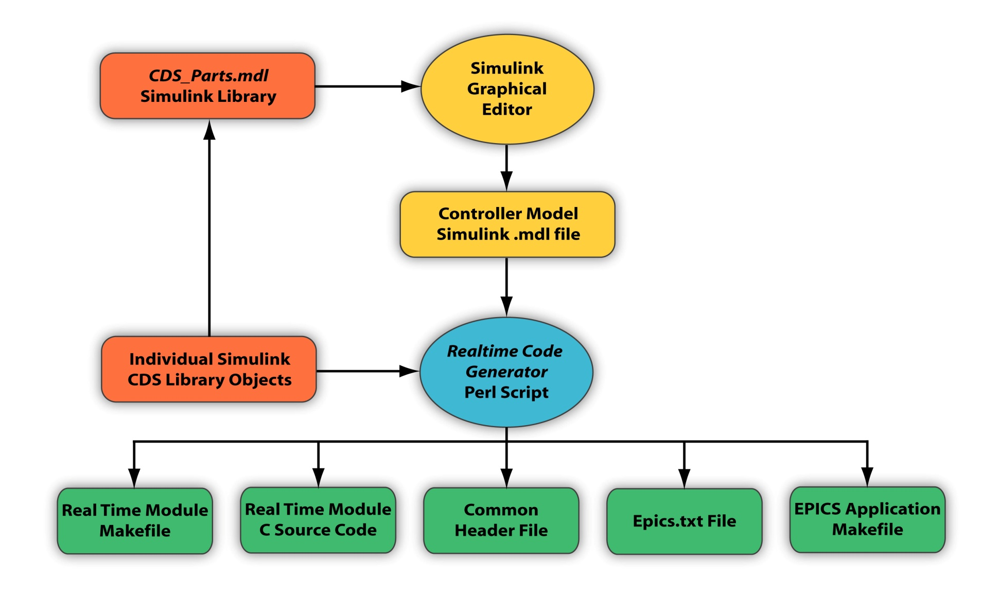 CDS_Parts.mdl
Simulink Library
Simulink
Graphical
Editor
Controller Model
Simulink .mdl file
Individual Simulink
CDS Library Objects
Realtime Code
Generator
Perl Script
Real Time Module
Makefile
Real Time Module
C Source Code
Common
Header File
Epics.txt File
EPICS Application
Makefile